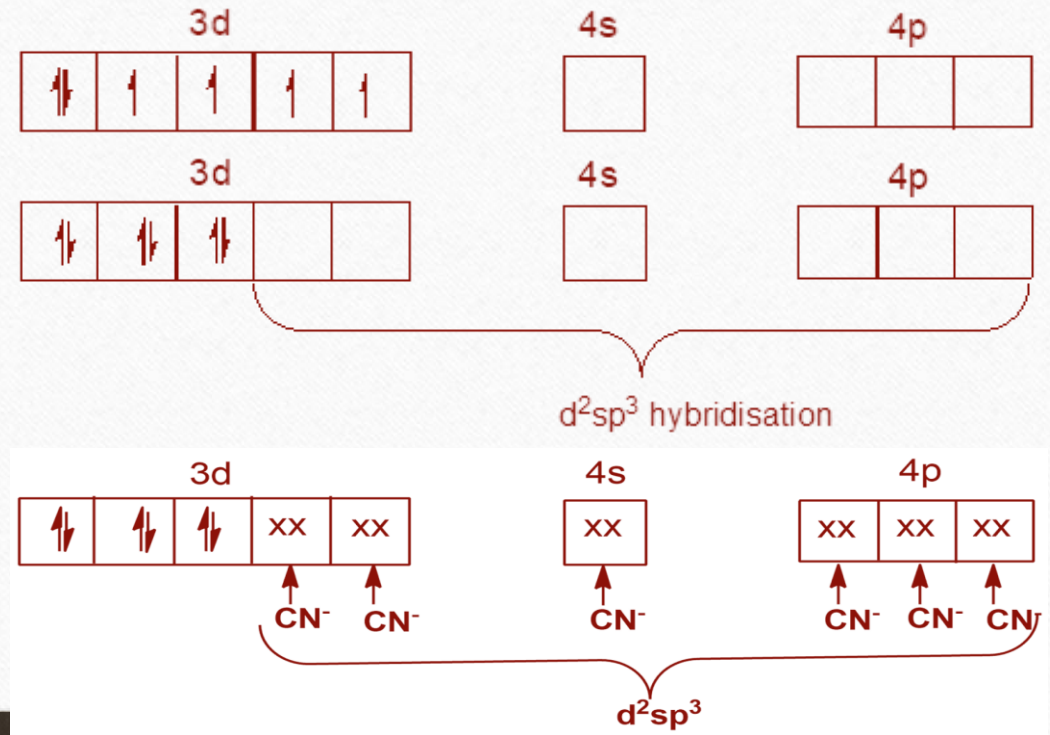 3d 4s 4p
3d 4s 4p
d²sp³ hybridisation
3d 4s 4p
xx xx xx xx xx xx
CN⁻ CN⁻ CN⁻ CN⁻ CN⁻ CN⁻
d²sp³